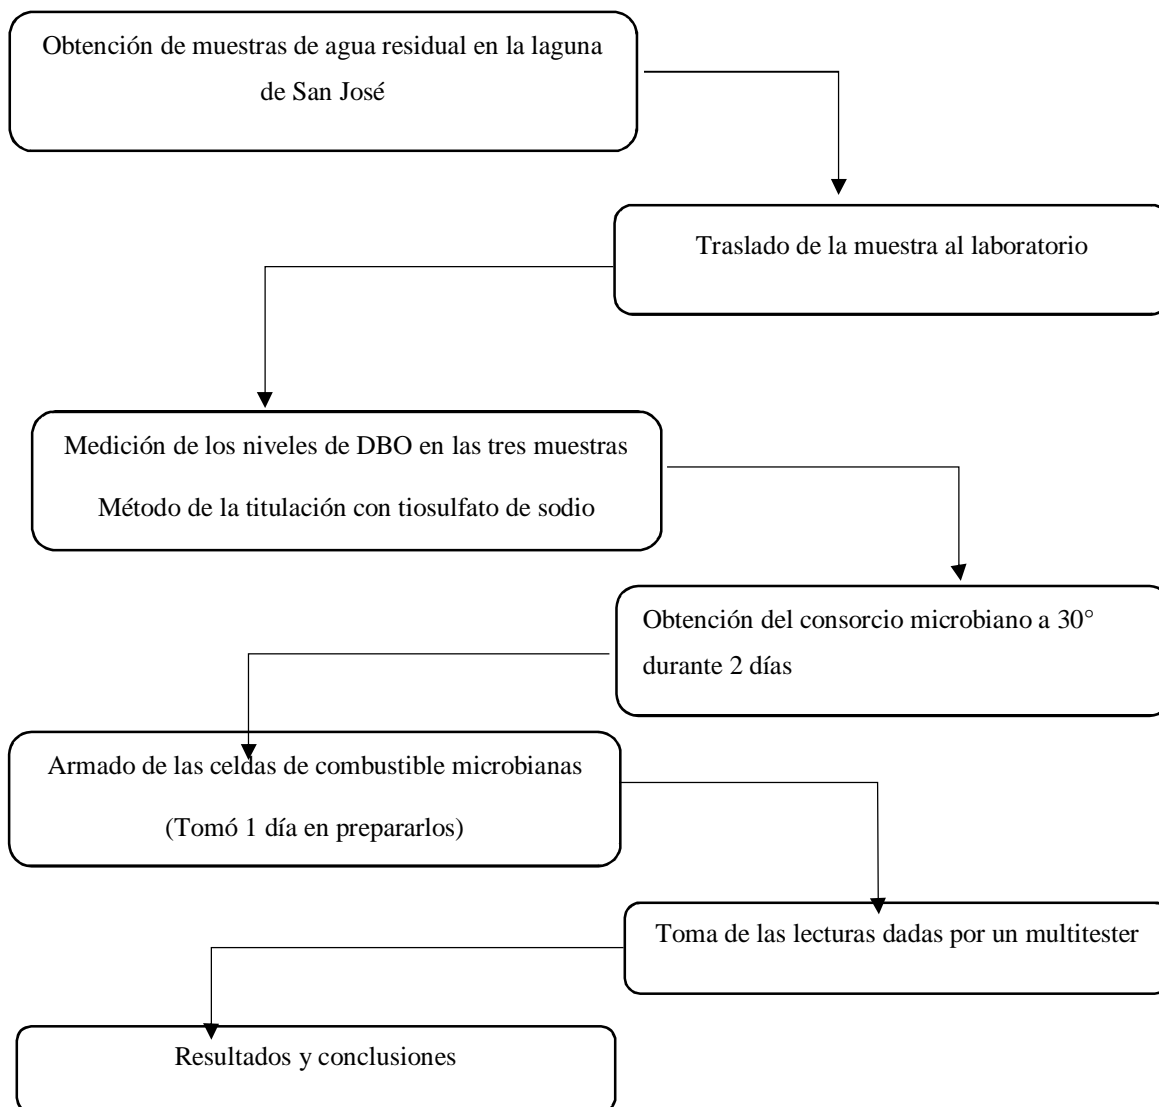 Obtención de muestras de agua residual en la laguna
de San José
Traslado de la muestra al laboratorio
Medición de los niveles de DBO en las tres muestras
Método de la titulación con tiosulfato de sodio
Obtención del consorcio microbiano a 30°
durante 2 días
Armado de las celdas de combustible microbianas
(Tomó 1 día en prepararlos)
Toma de las lecturas dadas por un multitester
Resultados y conclusiones